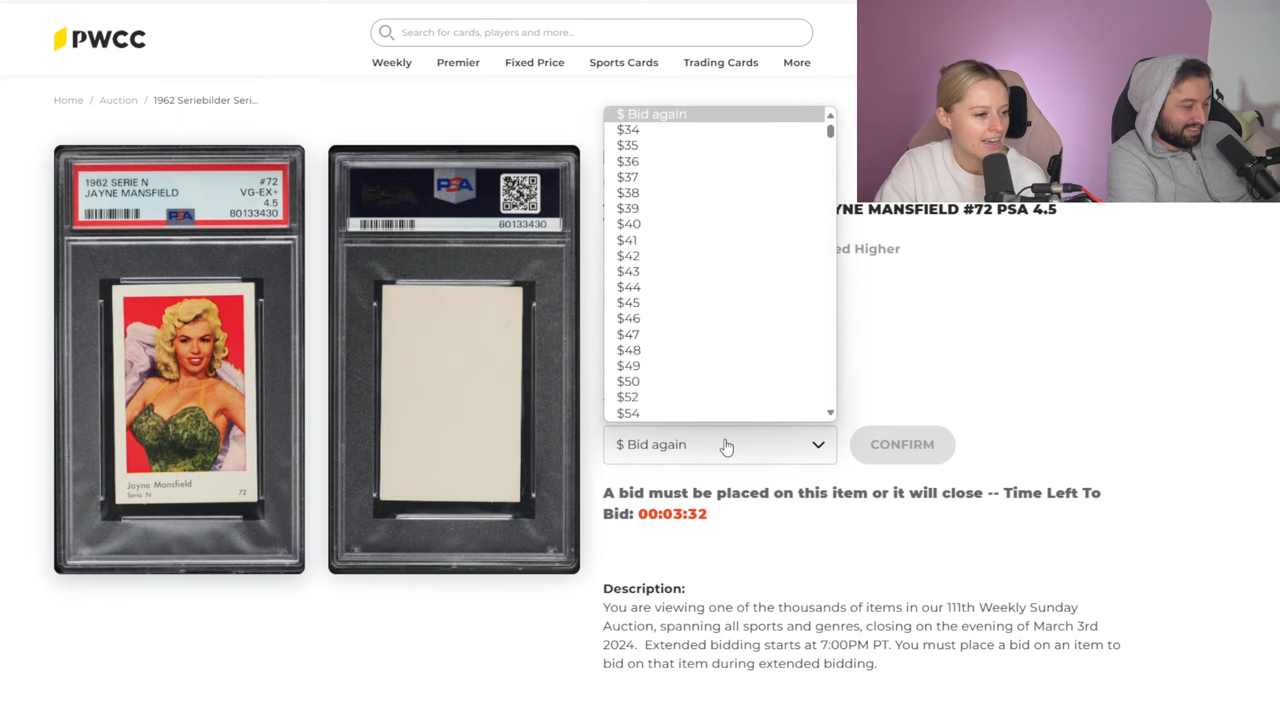 PWCC
Search for cards, players and more...
Weekly Premier Fixed Price Sports Cards Trading Cards More
Home / Auction / 1962 Seriebilder Seri...
1962 SERIE N #72
JAYNE MANSFIELD VG-EX+
4.5
PSA 80133430
PSA
80133430
Jayne Mansfield
Serie N 72
YNE MANSFIELD #72 PSA 4.5
ed Higher
$ Bid again
$34
$35
$36
$37
$38
$39
$40
$41
$42
$43
$44
$45
$46
$47
$48
$49
$50
$52
$54
$ Bid again
CONFIRM
A bid must be placed on this item or it will close -- Time Left To
Bid: 00:03:32
Description:
You are viewing one of the thousands of items in our 111th Weekly Sunday
Auction, spanning all sports and genres, closing on the evening of March 3rd
2024. Extended bidding starts at 7:00PM PT. You must place a bid on an item to
bid on that item during extended bidding.